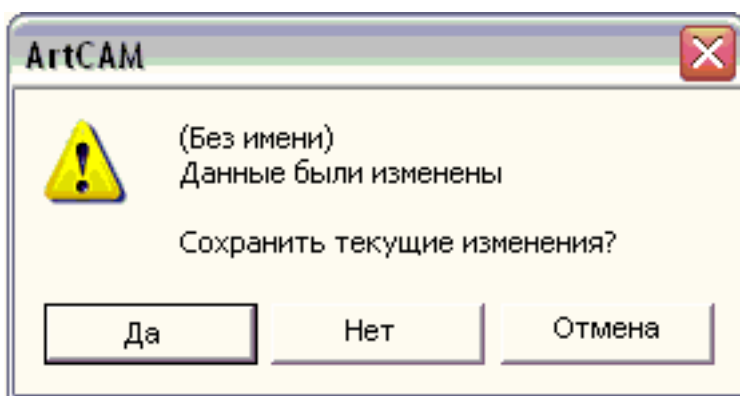 ArtCAM
(Без имени)
Данные были изменены
Сохранить текущие изменения?
Да
Нет
Отмена